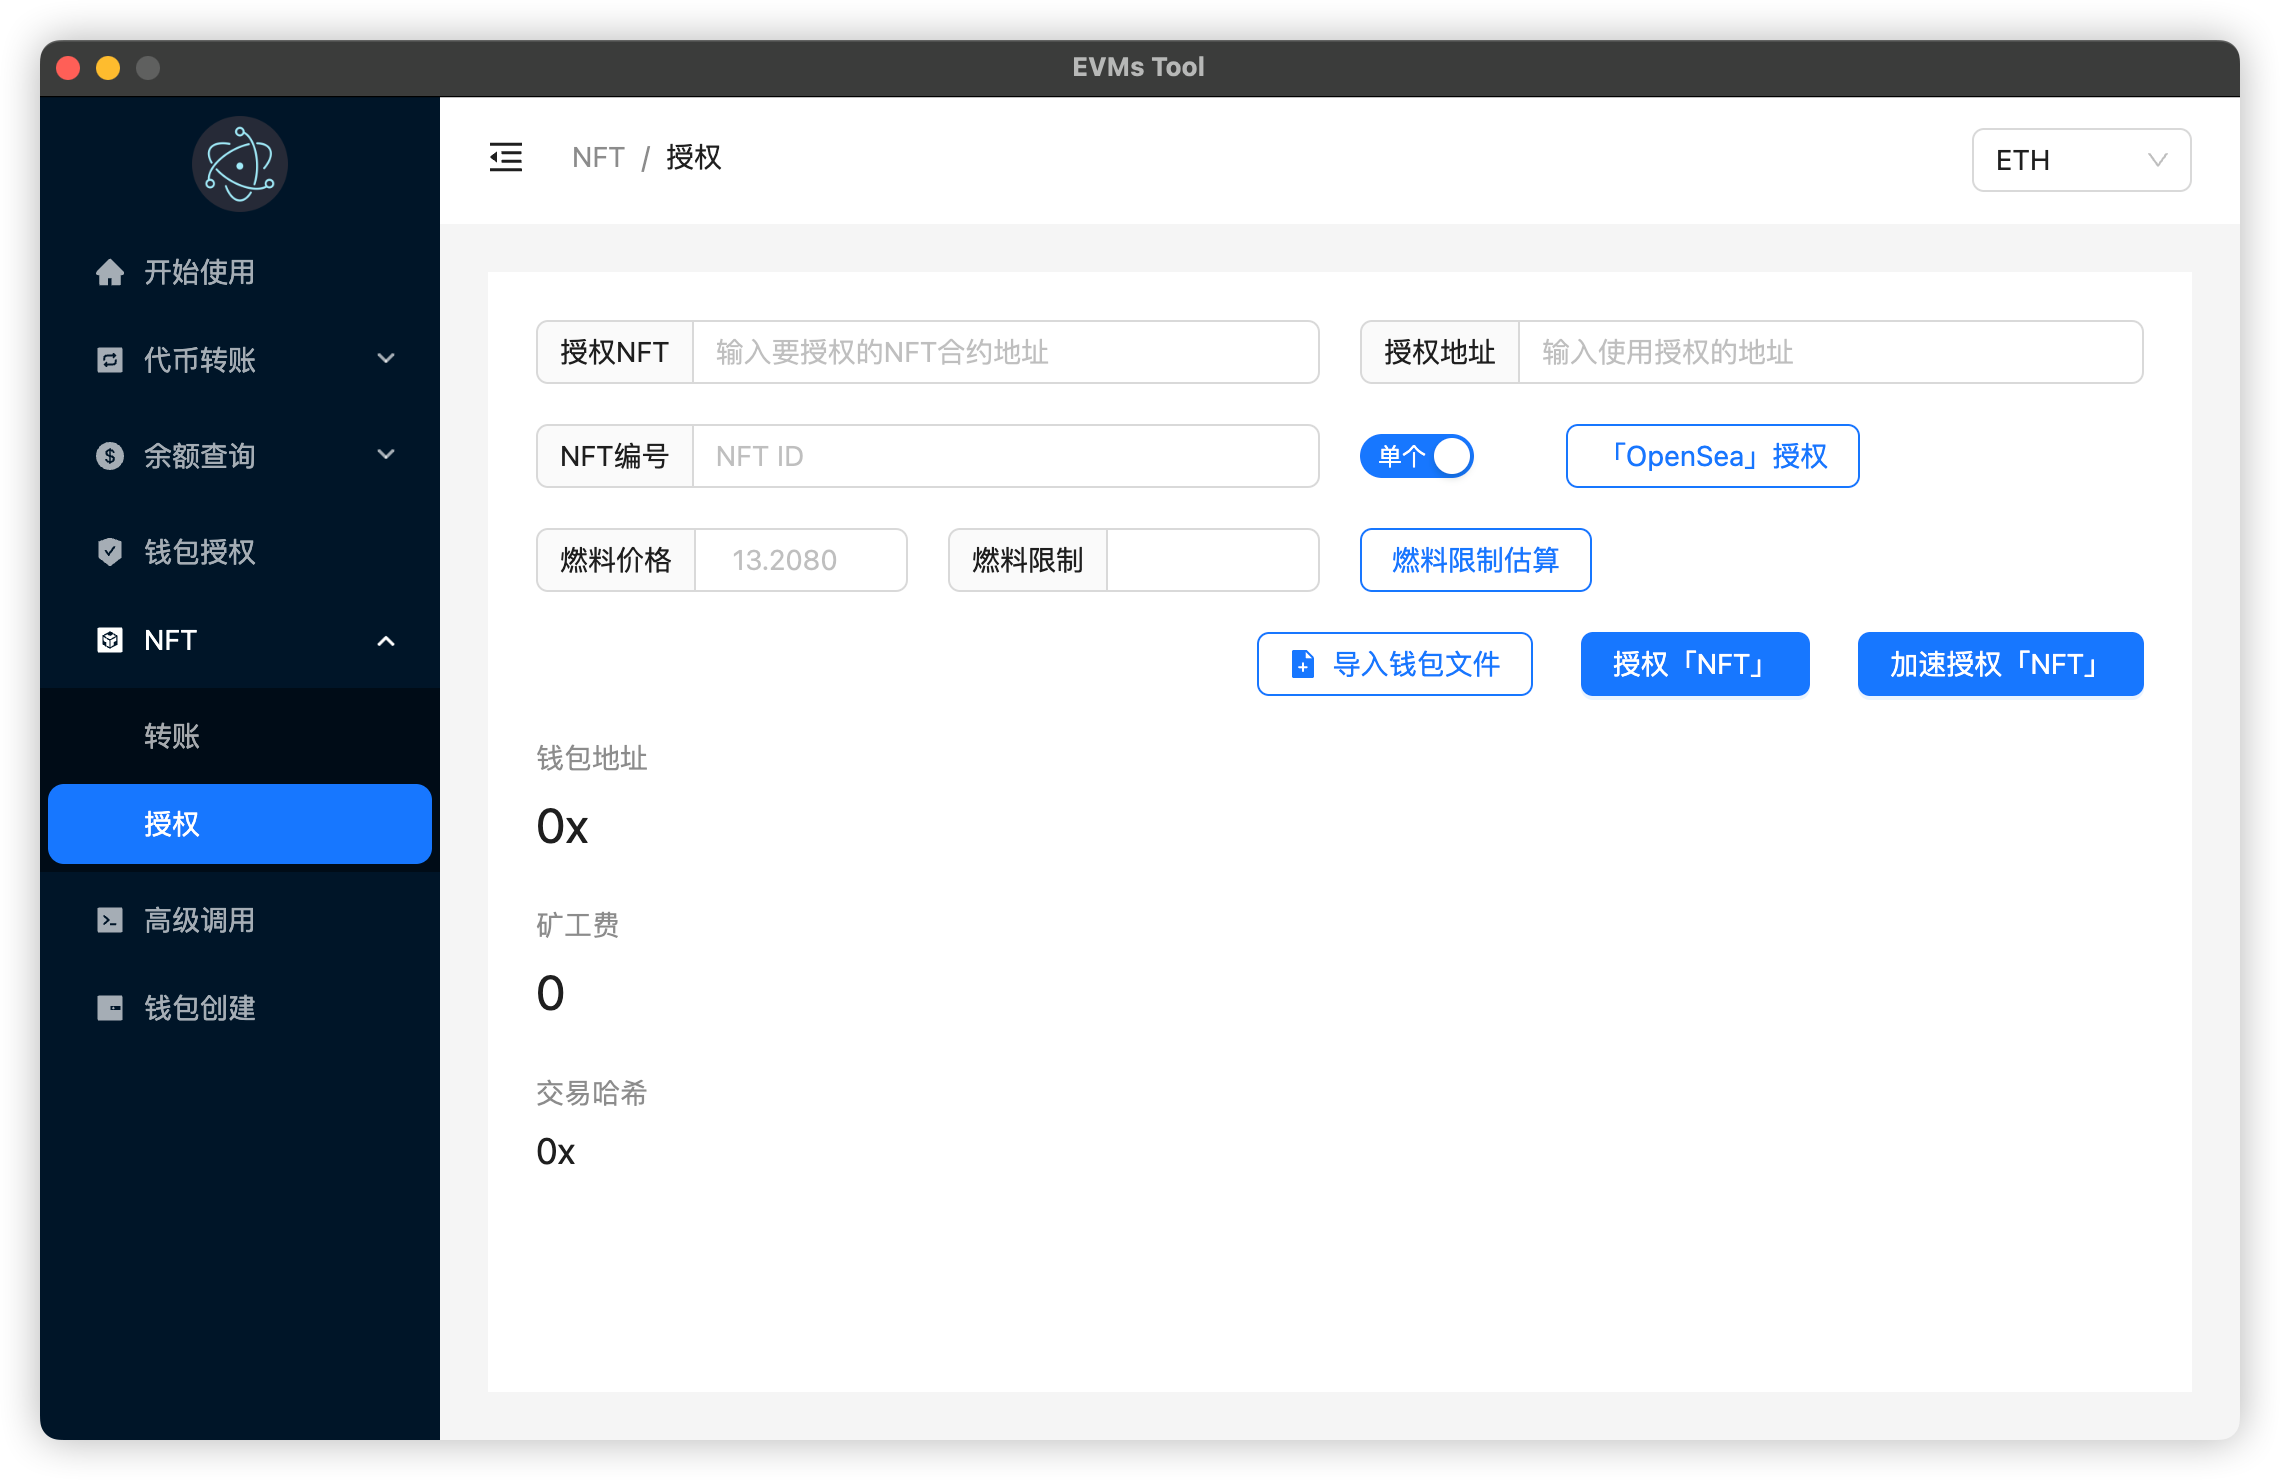 EVMs Tool
开始使用
代币转账
余额查询
钱包授权
NFT
转账
授权
高级调用
钱包创建
NFT / 授权
ETH
授权NFT 输入要授权的NFT合约地址
授权地址 输入使用授权的地址
NFT编号 NFT ID
单个
「OpenSea」授权
燃料价格 13.2080
燃料限制
燃料限制估算
导入钱包文件
授权「NFT」
加速授权「NFT」
钱包地址
0x
矿工费
0
交易哈希
0x